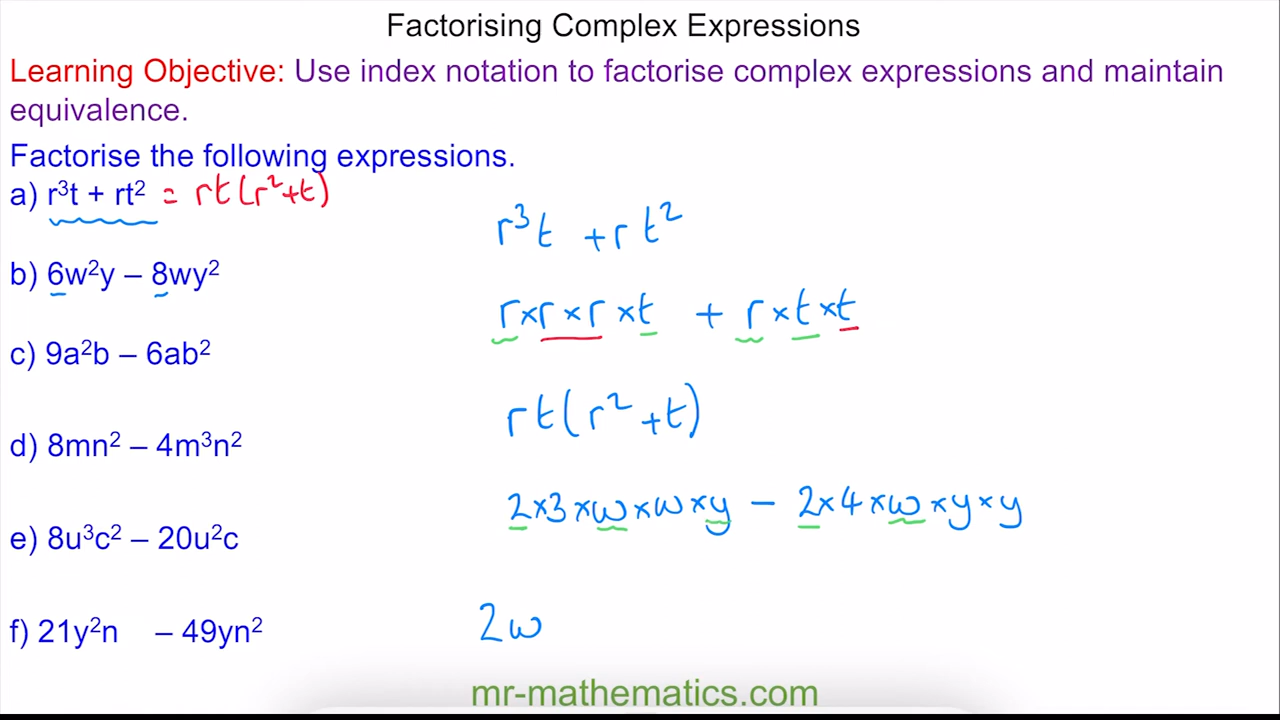 Factorising Complex Expressions
Learning Objective: Use index notation to factorise complex expressions and maintain
equivalence.
Factorise the following expressions.
a) r³t + rt² = rt(r²+t)
r³t + rt²
b) 6w²y – 8wy²
r×r×r×t + r×t×t
c) 9a²b – 6ab²
rt(r²+t)
d) 8mn² – 4m³n²
2×3×w×w×y – 2×4×w×y×y
e) 8u³c² – 20u²c
f) 21y²n – 49yn²
2w
mr-mathematics.com